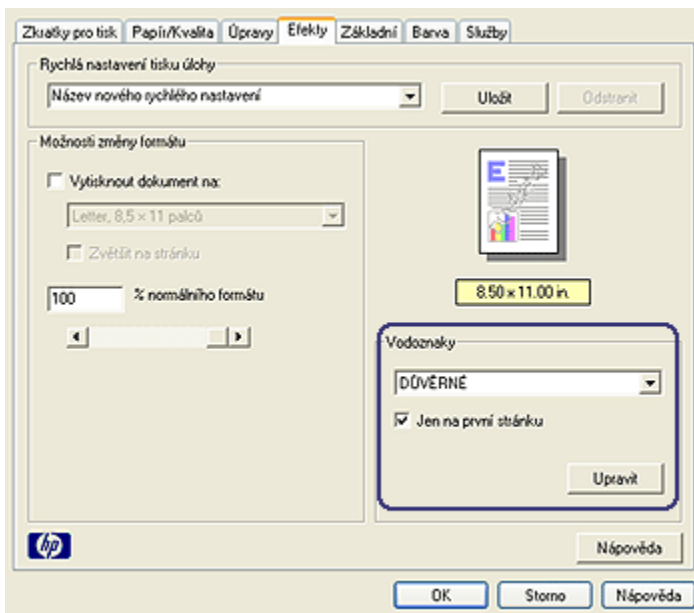 Zkratky pro tisk Papír/Kvalita Úpravy Efekty Základní Barva Služby
Rychlá nastavení tisku úlohy
Název nového rychlého nastavení Uložit Odstranit
Možnosti změny formátu
Vytisknout dokument na:
Letter, 8,5 × 11 palců
Zvětšit na stránku
100 % normálního formátu
E
8.50 × 11.00 in.
Vodoznaky
DŮVĚRNÉ
Jen na první stránku
Upravit
hp Nápověda
OK Storno Nápověda